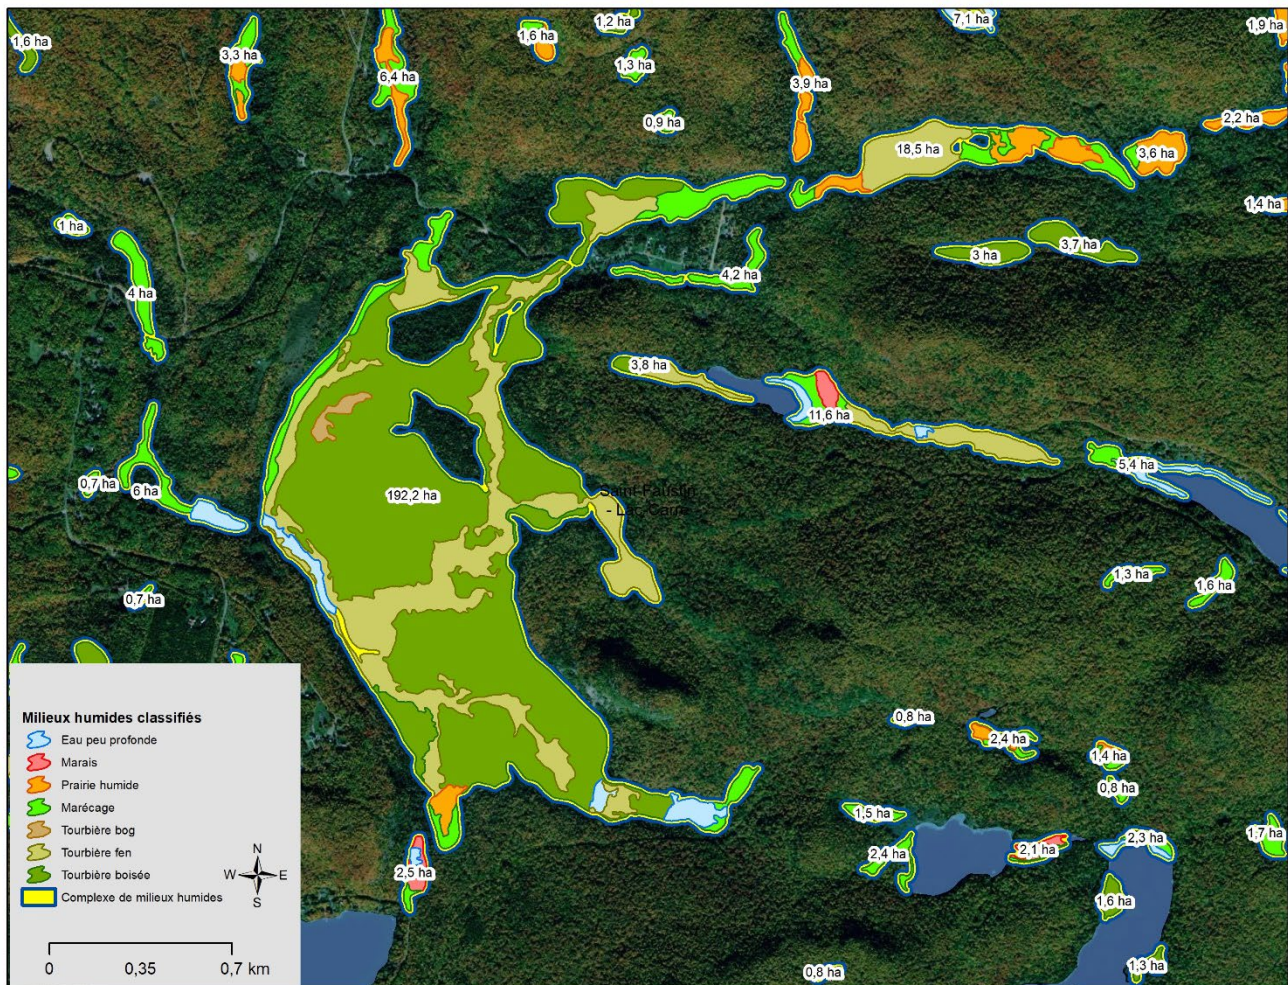 1,6 ha
3,3 ha
6,4 ha
1,6 ha
1,2 ha
1,3 ha
0,9 ha
3,9 ha
7,1 ha
1,9 ha
2,2 ha
18,5 ha
3,6 ha
1,4 ha
1 ha
4 ha
4,2 ha
3 ha
3,7 ha
3,8 ha
11,6 ha
5,4 ha
0,7 ha
6 ha
192,2 ha
1,3 ha
1,6 ha
0,7 ha
0,8 ha
2,4 ha
1,4 ha
0,8 ha
1,5 ha
2,4 ha
2,1 ha
2,3 ha
1,7 ha
2,5 ha
1,6 ha
1,3 ha
0,8 ha
Milieux humides classifiés
Eau peu profonde
Marais
Prairie humide
Marécage
Tourbière bog
Tourbière fen
Tourbière boisée
Complexe de milieux humides
N
W E
S
0 0,35 0,7 km